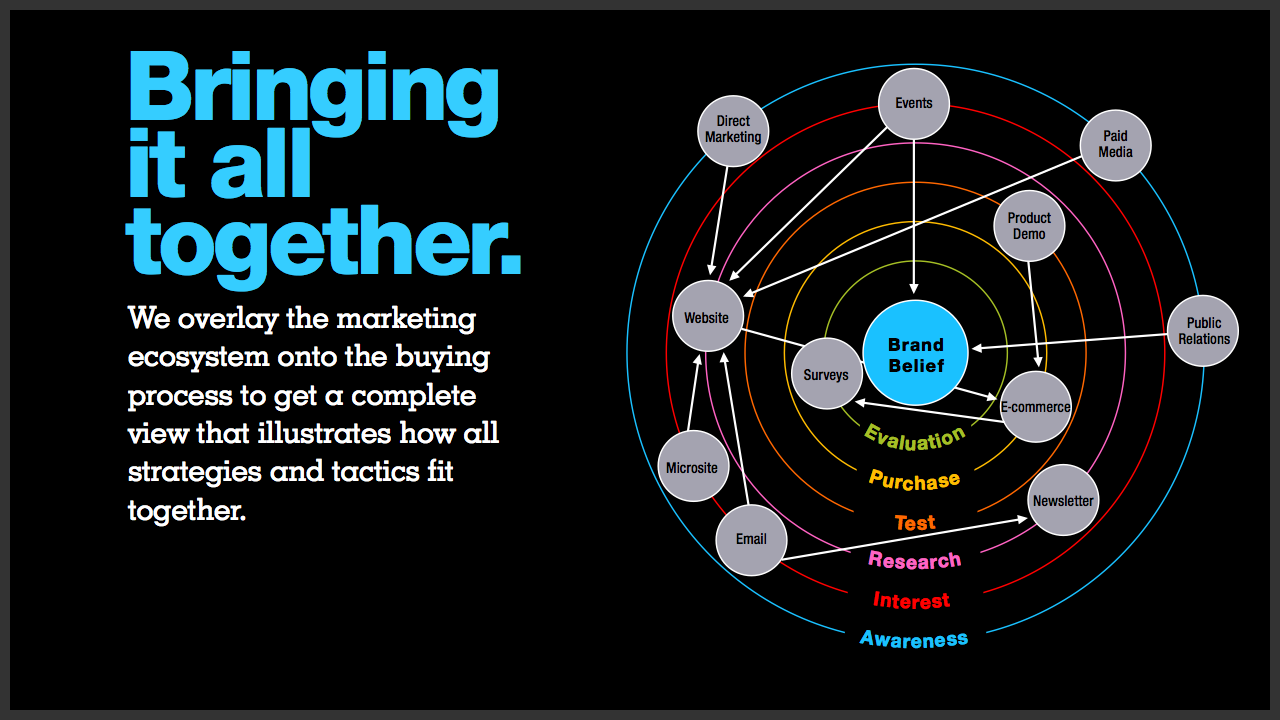 Bringing
it all
together.
We overlay the marketing
ecosystem onto the buying
process to get a complete
view that illustrates how all
strategies and tactics fit
together.
Events
Direct
Marketing
Paid
Media
Product
Demo
Website
Public
Relations
Brand
Belief
Surveys
E-commerce
Evaluation
Microsite
Purchase
Newsletter
Test
Email
Research
Interest
Awareness